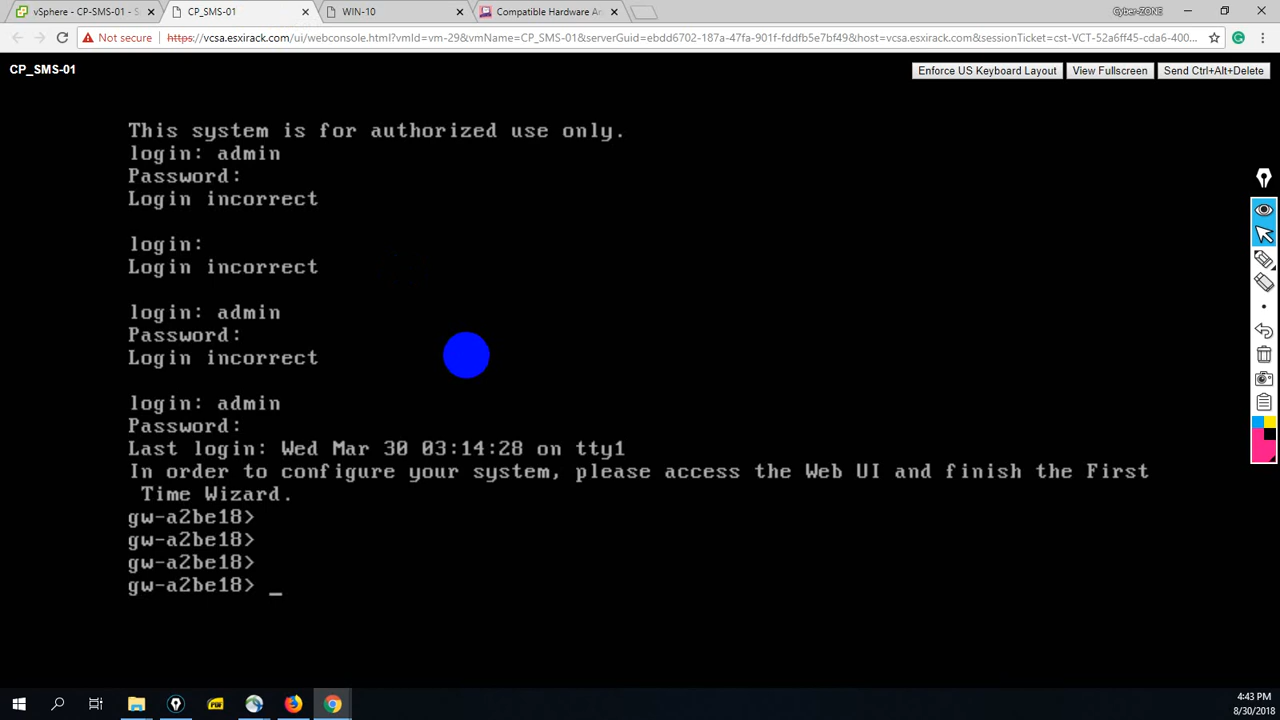 vSphere - CP-SMS-01 - S
CP_SMS-01
WIN-10
Compatible Hardware An
Cyber-ZONE
Not secure
https://vcsa.esxirack.com/ui/webconsole.html?vmId=vm-29&vmName=CP_SMS-01&serverGuid=ebdd6702-187a-47fa-901f-fdbfb5e7bf49&host=vcsa.esxirack.com&sessionTicket=cst-VCT-52a6ff45-cda6-400...
CP_SMS-01
Enforce US Keyboard Layout
View Fullscreen
Send Ctrl+Alt+Delete
This system is for authorized use only.
login: admin
Password:
Login incorrect
login:
Login incorrect
login: admin
Password:
Login incorrect
login: admin
Password:
Last login: Wed Mar 30 03:14:28 on tty1
In order to configure your system, please access the Web UI and finish the First
Time Wizard.
gw-a2be18>
gw-a2be18>
gw-a2be18>
gw-a2be18> _
PDF
4:43 PM
8/30/2018